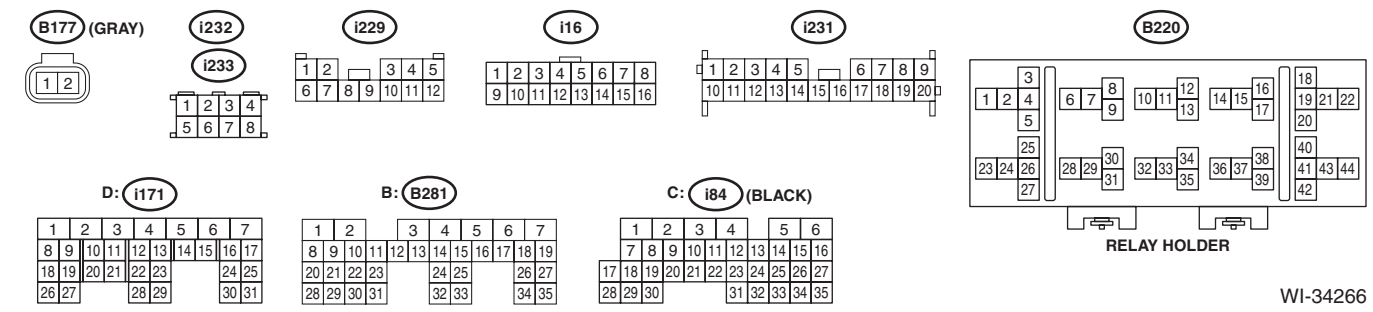 B177 (GRAY)
1 2
i232
i233
1 2 3 4
5 6 7 8
i229
1 2 3 4 5
6 7 8 9 10 11 12
i16
1 2 3 4 5 6 7 8
9 10 11 12 13 14 15 16
i231
1 2 3 4 5 6 7 8 9
10 11 12 13 14 15 16 17 18 19 20
B220
3 8 12 16 18
1 2 4 6 7 9 10 11 13 14 15 17 19 21 22
5 20
25 30 34 38 40
23 24 26 28 29 31 32 33 35 36 37 39 41 43 44
27 42
RELAY HOLDER
D: i171
1 2 3 4 5 6 7
8 9 10 11 12 13 14 15 16 17
18 19 20 21 22 23 24 25
26 27 28 29 30 31
B: B281
1 2 3 4 5 6 7
8 9 10 11 12 13 14 15 16 17 18 19
20 21 22 23 24 25 26 27
28 29 30 31 32 33 34 35
C: i84 (BLACK)
1 2 3 4 5 6
7 8 9 10 11 12 13 14 15 16
17 18 19 20 21 22 23 24 25 26 27
28 29 30 31 32 33 34 35
WI-34266